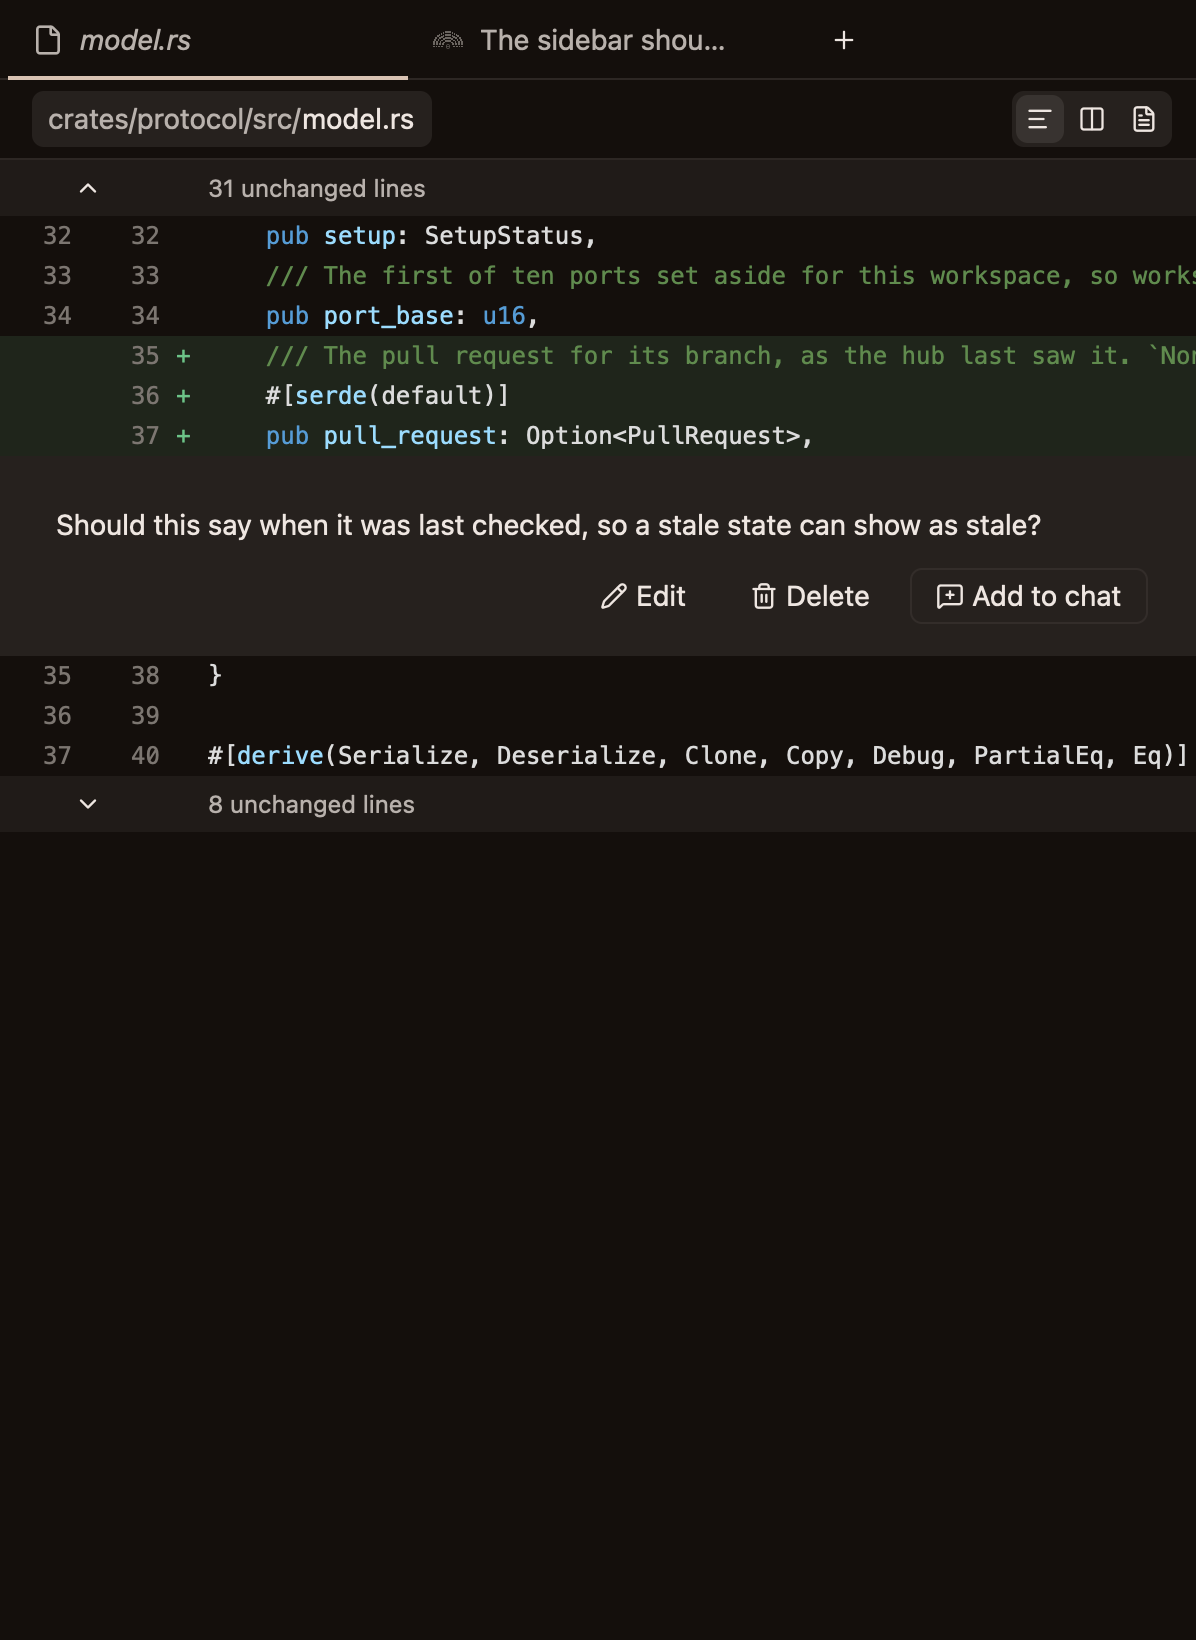 model.rs
The sidebar shou...
+
crates/protocol/src/model.rs
31 unchanged lines
32 32 pub setup: SetupStatus,
33 33 /// The first of ten ports set aside for this workspace, so works
34 34 pub port_base: u16,
35 + /// The pull request for its branch, as the hub last saw it. `Non
36 + #[serde(default)]
37 + pub pull_request: Option<PullRequest>,
Should this say when it was last checked, so a stale state can show as stale?
Edit Delete Add to chat
35 38 }
36 39
37 40 #[derive(Serialize, Deserialize, Clone, Copy, Debug, PartialEq, Eq)]
8 unchanged lines